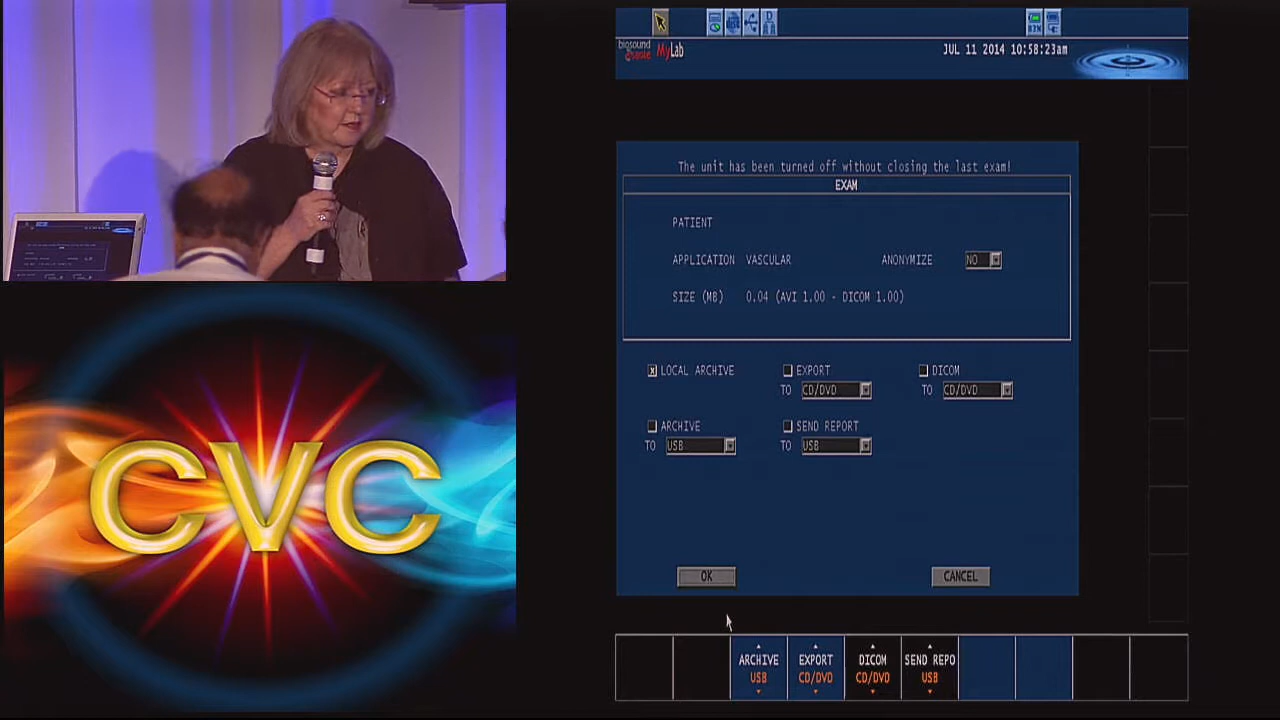 biosound
esaote MyLab
JUL 11 2014 10:58:23am
The unit has been turned off without closing the last exam!
EXAM
PATIENT
APPLICATION VASCULAR ANONYMIZE NO
SIZE (MB) 0.04 (AVI 1.00 - DICOM 1.00)
x LOCAL ARCHIVE EXPORT DICOM
TO CD/DVD TO CD/DVD
ARCHIVE SEND REPORT
TO USB TO USB
OK CANCEL
ARCHIVE EXPORT DICOM SEND REPO
USB CD/DVD CD/DVD USB
CVC